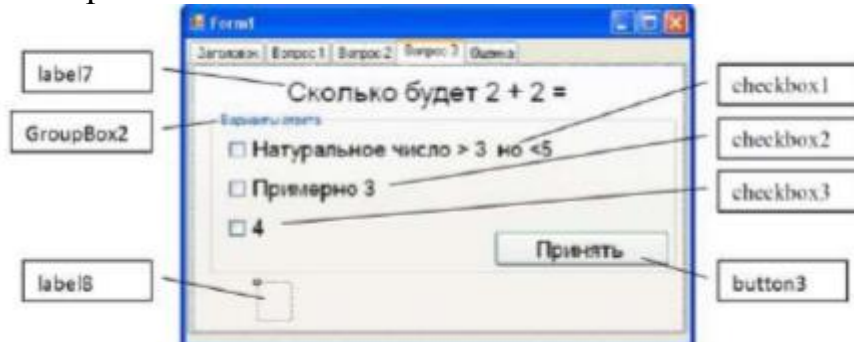 Form1
Заголовок Вопрос 1 Вопрос 2 Вопрос 3 Оценка
label7
Сколько будет 2 + 2 =
checkbox1
GroupBox2
Варианты ответа
Натуральное число > 3 но <5
checkbox2
Примерно 3
checkbox3
4
Принять
label8
button3